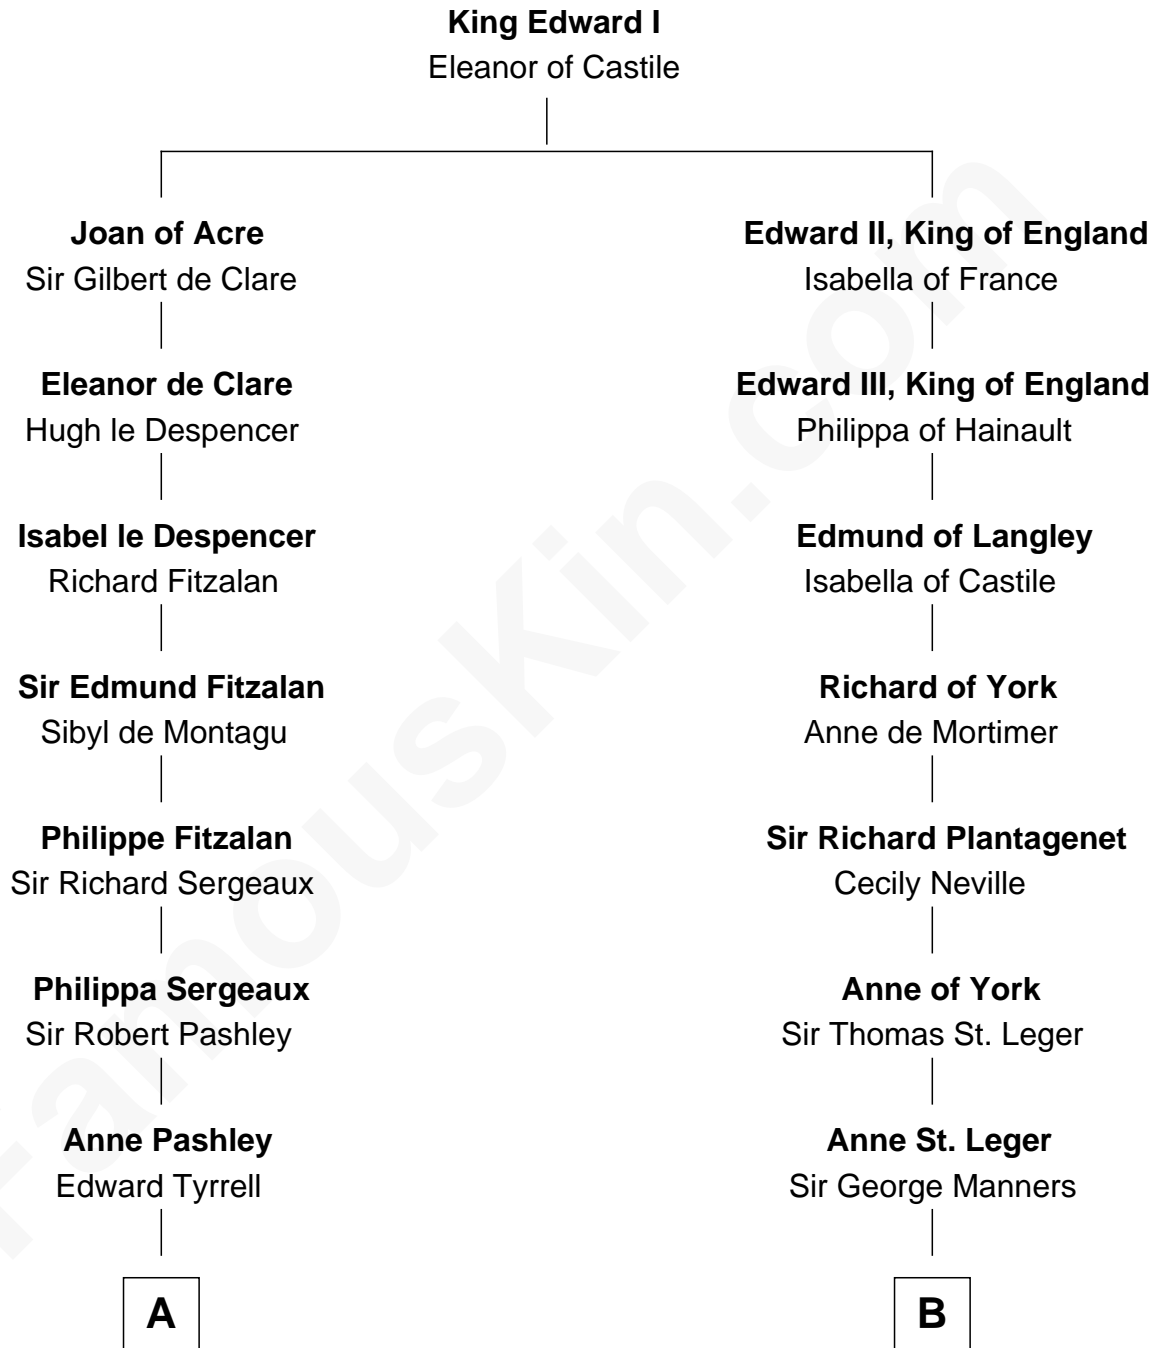 King Edward I
Eleanor of Castile
Joan of Acre
Sir Gilbert de Clare
Edward II, King of England
Isabella of France
Eleanor de Clare
Hugh le Despencer
Edward III, King of England
Philippa of Hainault
Isabel le Despencer
Richard Fitzalan
Edmund of Langley
Isabella of Castile
Sir Edmund Fitzalan
Sibyl de Montagu
Richard of York
Anne de Mortimer
Philippe Fitzalan
Sir Richard Sergeaux
Sir Richard Plantagenet
Cecily Neville
Philippa Sergeaux
Sir Robert Pashley
Anne of York
Sir Thomas St. Leger
Anne Pashley
Edward Tyrrell
Anne St. Leger
Sir George Manners
A
B
FamousKin.com